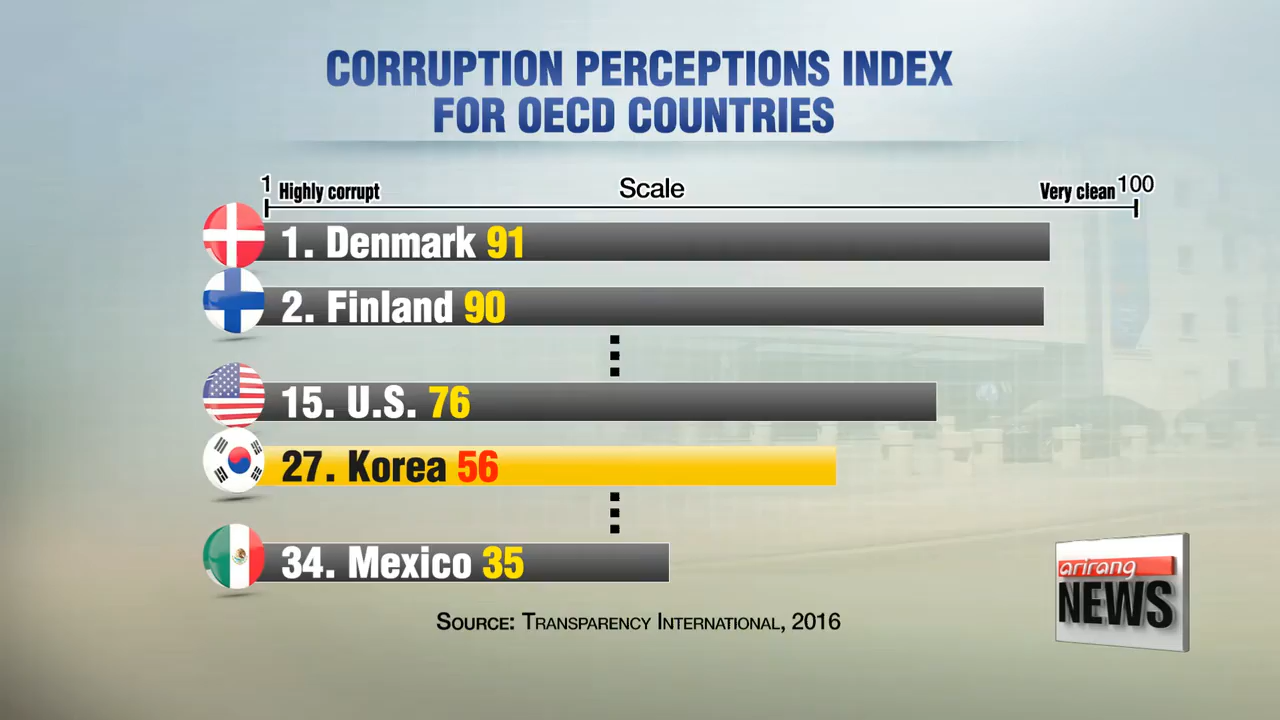 CORRUPTION PERCEPTIONS INDEX
FOR OECD COUNTRIES
1 Highly corrupt Scale Very clean 100
1. Denmark 91
2. Finland 90
15. U.S. 76
27. Korea 56
34. Mexico 35
arirang
NEWS
SOURCE: TRANSPARENCY INTERNATIONAL, 2016